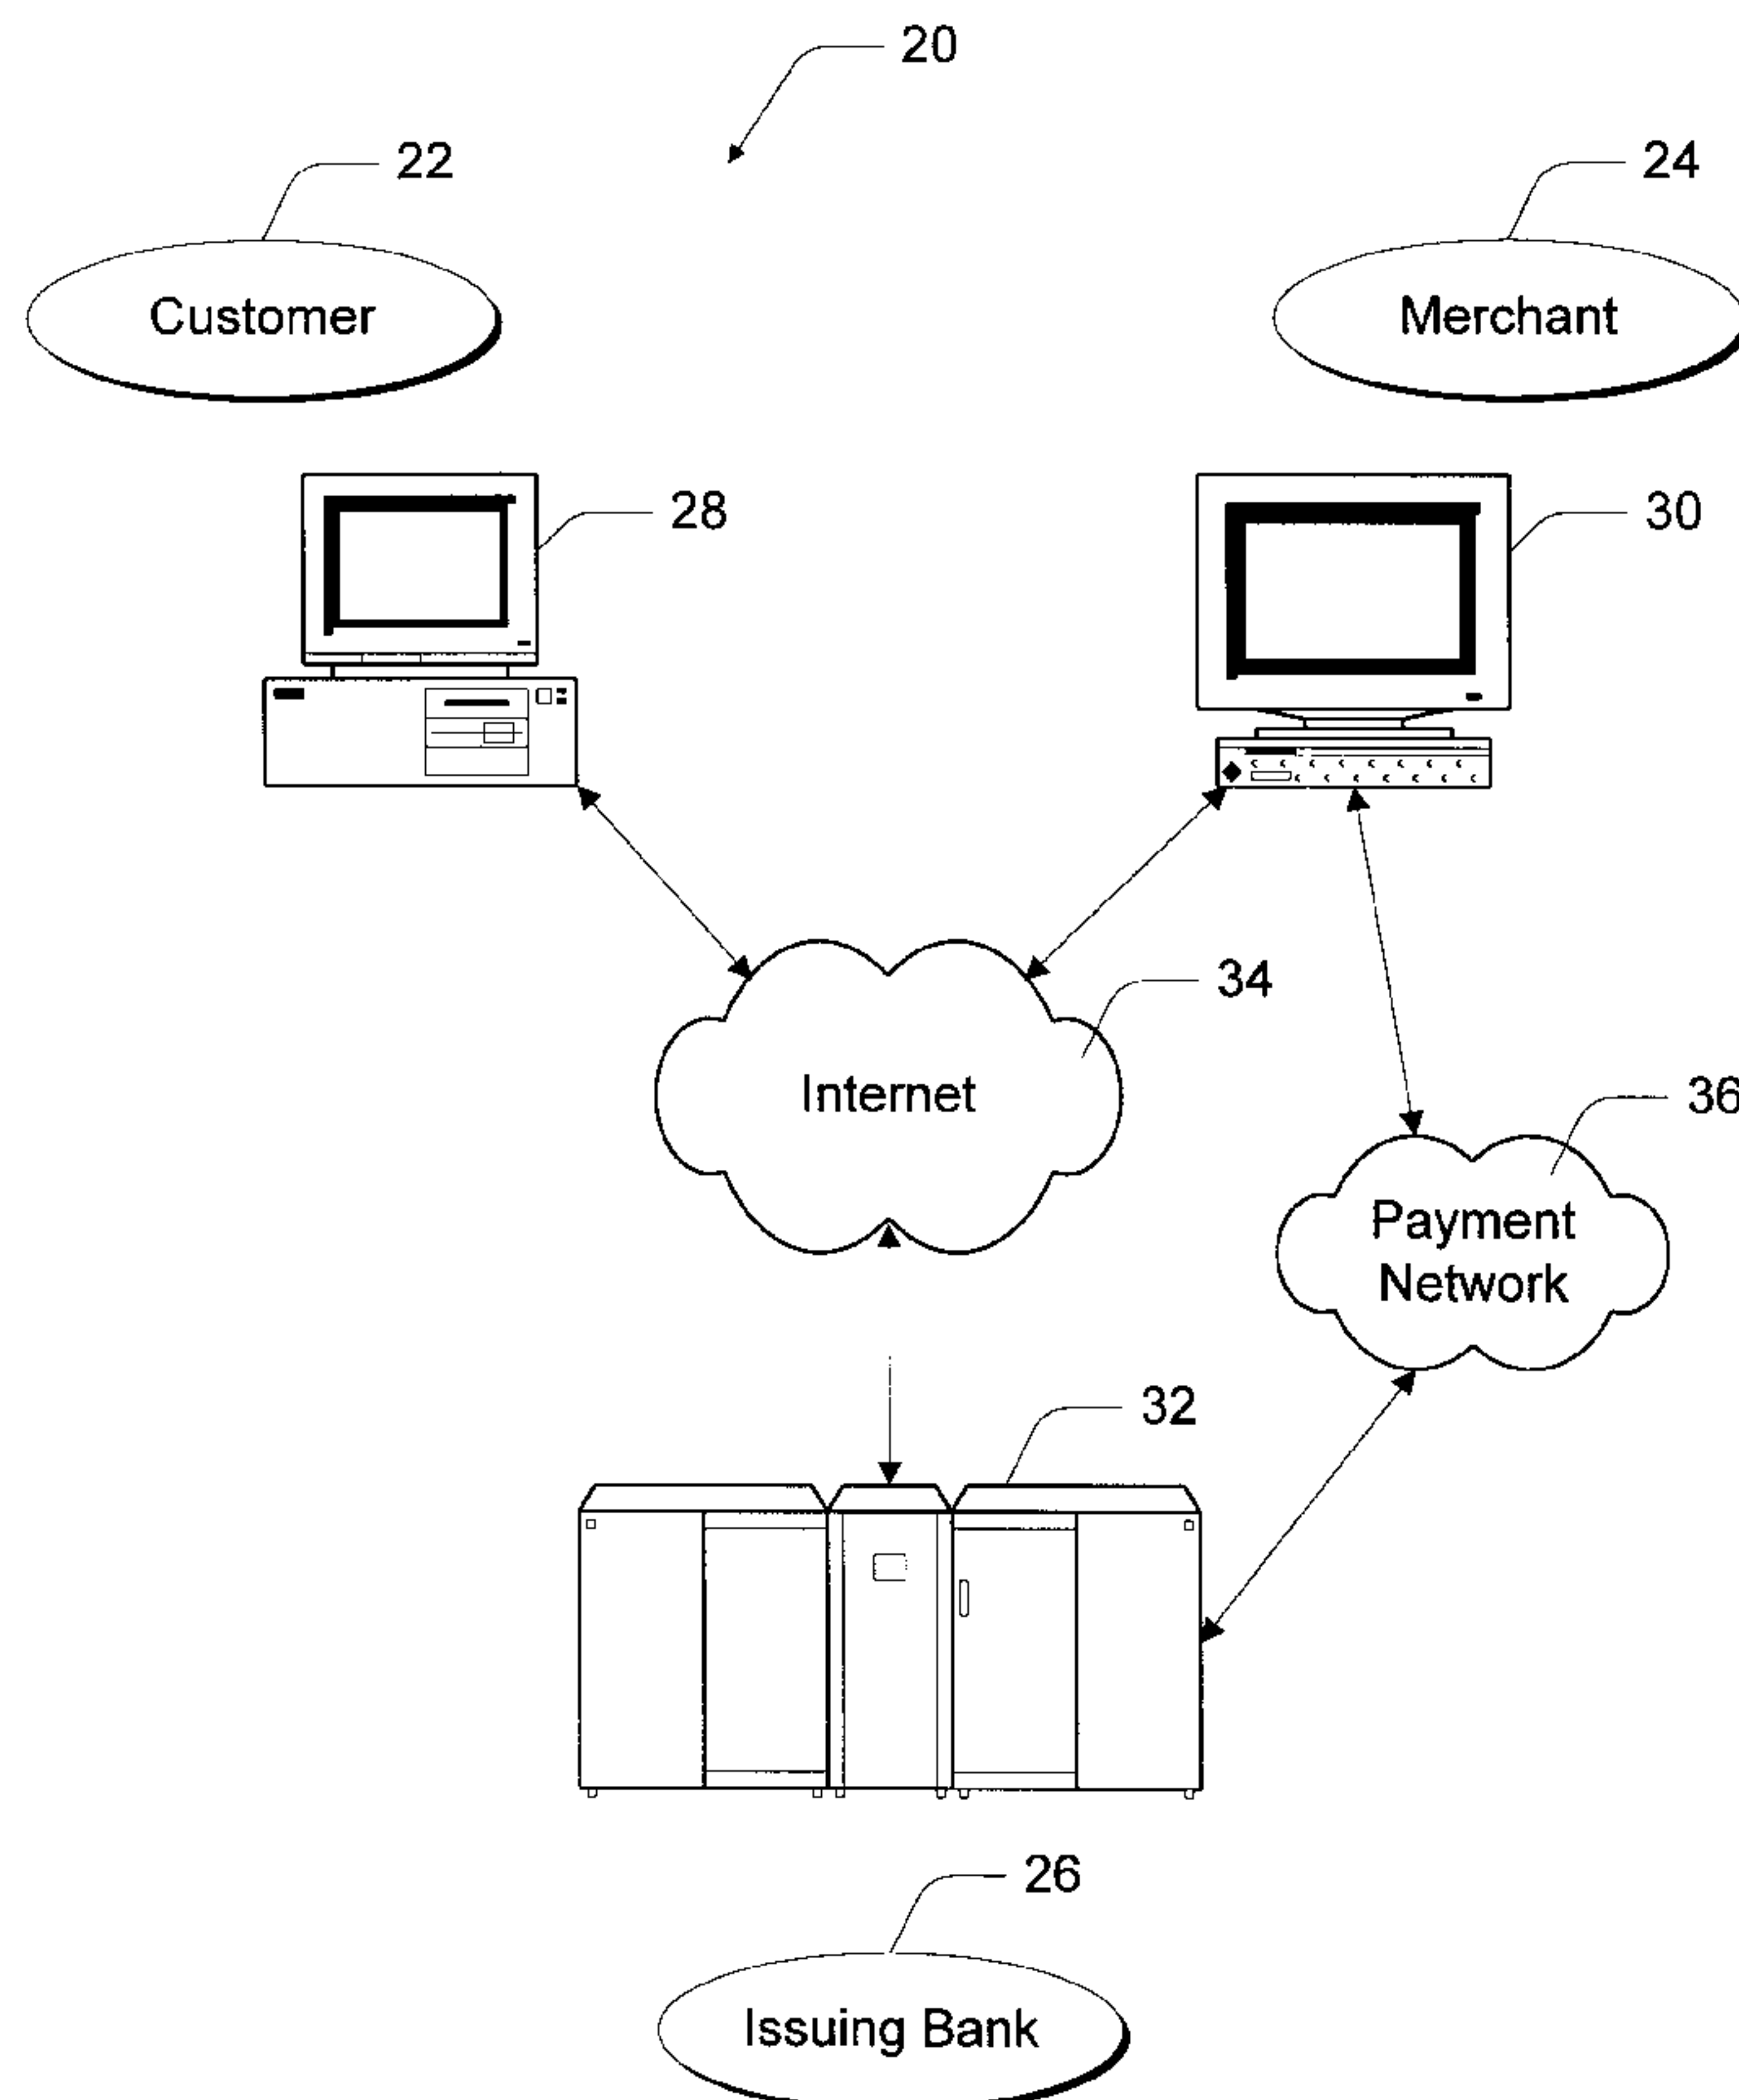 20
22
24
Customer
Merchant
28
30
34
Internet
36
Payment
Network
32
26
Issuing Bank